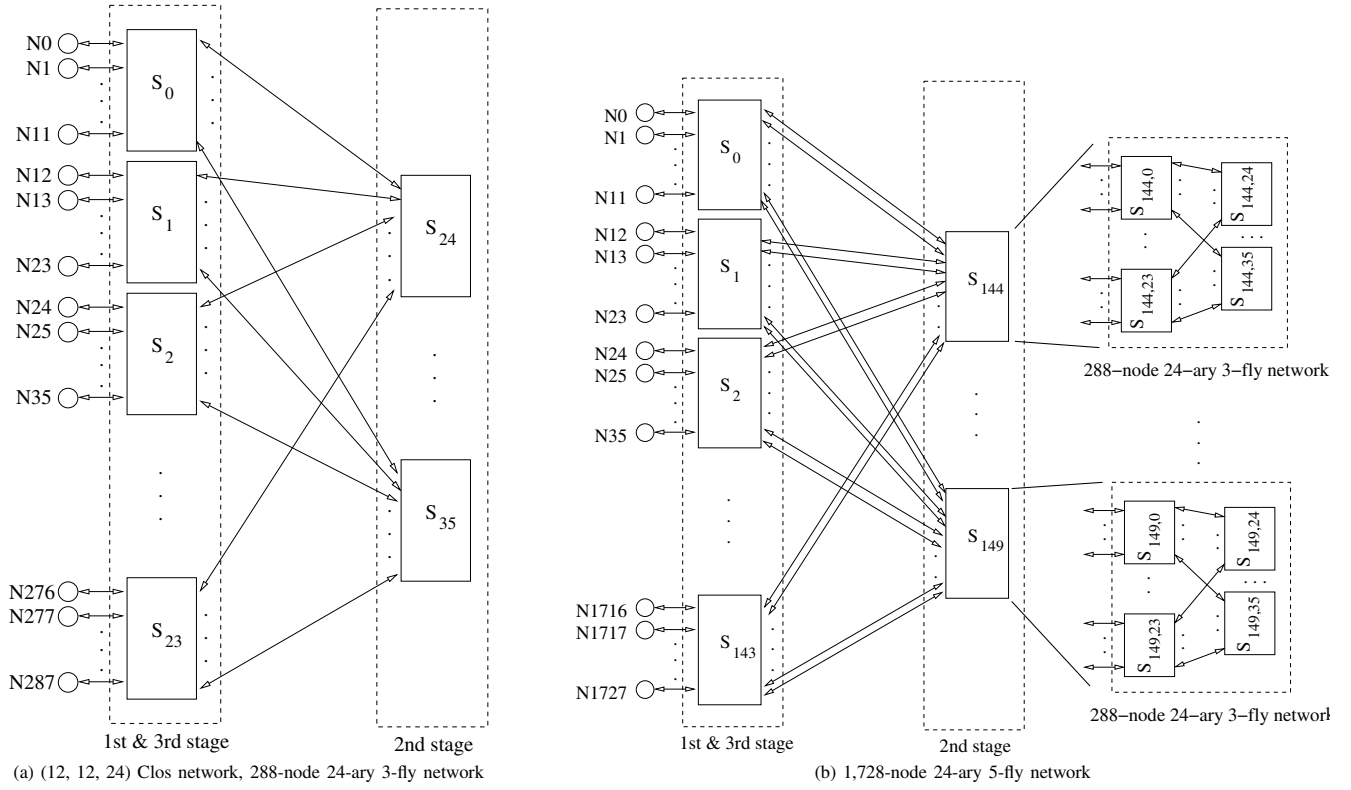 N0
N1
N11
N12
N13
N23
N24
N25
N35
N276
N277
N287
S0
S1
S2
S23
S24
S35
1st & 3rd stage
2nd stage
(a) (12, 12, 24) Clos network, 288-node 24-ary 3-fly network
N0
N1
N11
N12
N13
N23
N24
N25
N35
N1716
N1717
N1727
S0
S1
S2
S143
S144
S149
1st & 3rd stage
2nd stage
S144,0
S144,23
S144,24
S144,35
288−node 24−ary 3−fly network
S149,0
S149,23
S149,24
S149,35
288−node 24−ary 3−fly network
(b) 1,728-node 24-ary 5-fly network